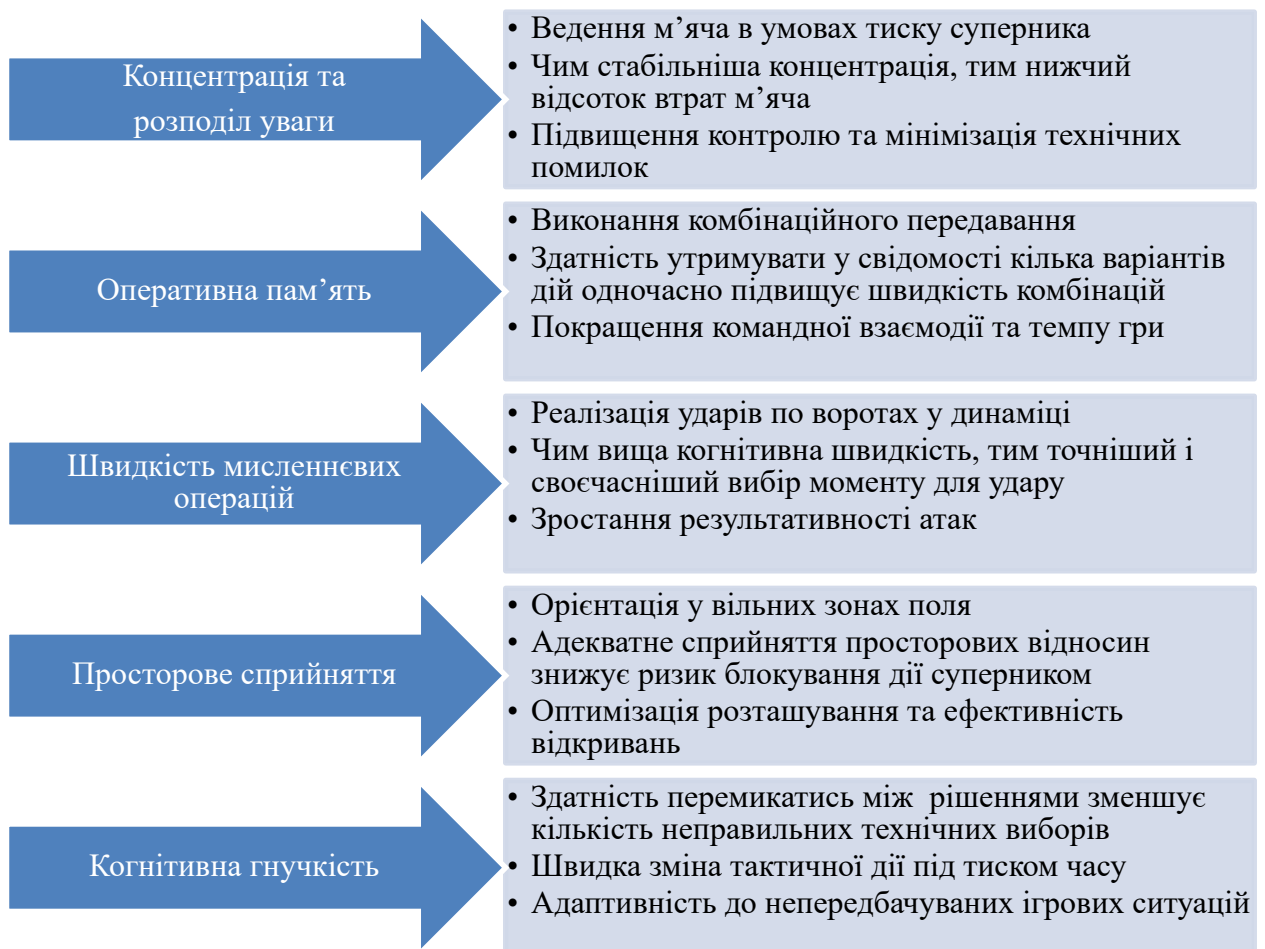 Концентрація та
розподіл уваги
• Ведення м’яча в умовах тиску суперника
• Чим стабільніша концентрація, тим нижчий
відсоток втрат м’яча
• Підвищення контролю та мінімізація технічних
помилок
Оперативна пам’ять
• Виконання комбінаційного передавання
• Здатність утримувати у свідомості кілька варіантів
дій одночасно підвищує швидкість комбінацій
• Покращення командної взаємодії та темпу гри
Швидкість мисленнєвих
операцій
• Реалізація ударів по воротах у динаміці
• Чим вища когнітивна швидкість, тим точніший і
своєчасніший вибір моменту для удару
• Зростання результативності атак
Просторове сприйняття
• Орієнтація у вільних зонах поля
• Адекватне сприйняття просторових відносин
знижує ризик блокування дії суперником
• Оптимізація розташування та ефективність
відкривань
Когнітивна гнучкість
• Здатність перемикатись між  рішеннями зменшує
кількість неправильних технічних виборів
• Швидка зміна тактичної дії під тиском часу
• Адаптивність до непередбачуваних ігрових ситуацій